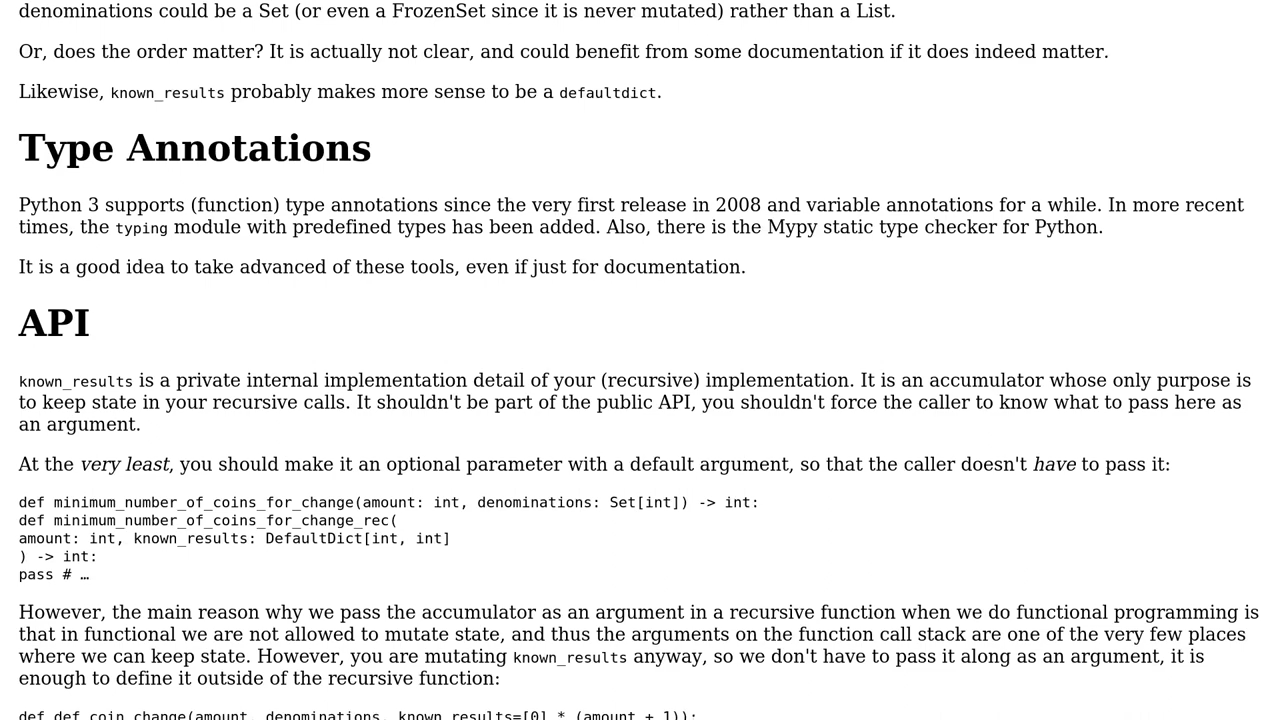 denominations could be a Set (or even a FrozenSet since it is never mutated) rather than a List.
Or, does the order matter? It is actually not clear, and could benefit from some documentation if it does indeed matter.
Likewise, known_results probably makes more sense to be a defaultdict.
Type Annotations
Python 3 supports (function) type annotations since the very first release in 2008 and variable annotations for a while. In more recent
times, the typing module with predefined types has been added. Also, there is the Mypy static type checker for Python.
It is a good idea to take advanced of these tools, even if just for documentation.
API
known_results is a private internal implementation detail of your (recursive) implementation. It is an accumulator whose only purpose is
to keep state in your recursive calls. It shouldn't be part of the public API, you shouldn't force the caller to know what to pass here as
an argument.
At the very least, you should make it an optional parameter with a default argument, so that the caller doesn't have to pass it:
def minimum_number_of_coins_for_change(amount: int, denominations: Set[int]) -> int:
def minimum_number_of_coins_for_change_rec(
amount: int, known_results: DefaultDict[int, int]
) -> int:
pass # …
However, the main reason why we pass the accumulator as an argument in a recursive function when we do functional programming is
that in functional we are not allowed to mutate state, and thus the arguments on the function call stack are one of the very few places
where we can keep state. However, you are mutating known_results anyway, so we don't have to pass it along as an argument, it is
enough to define it outside of the recursive function:
def def coin_change(amount, denominations, known_results=[0] * (amount + 1)):